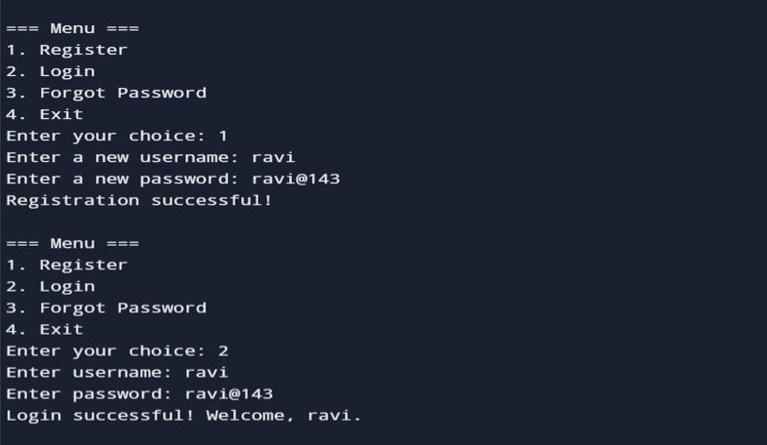 === Menu ===
1. Register
2. Login
3. Forgot Password
4. Exit
Enter your choice: 1
Enter a new username: ravi
Enter a new password: ravi@143
Registration successful!
=== Menu ===
1. Register
2. Login
3. Forgot Password
4. Exit
Enter your choice: 2
Enter username: ravi
Enter password: ravi@143
Login successful! Welcome, ravi.